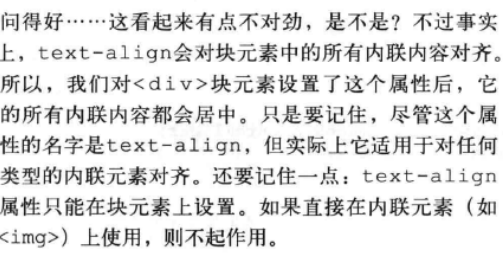 问得好……这看起来有点不对劲，是不是？不过事实
上，text-align会对块元素中的所有内联内容对齐。
所以，我们对<div>块元素设置了这个属性后，它
的所有内联内容都会居中。只是要记住，尽管这个属
性的名字是text-align，但实际上它适用于对任何
类型的内联元素对齐。还要记住一点：text-align
属性只能在块元素上设置。如果直接在内联元素（如
<img>）上使用，则不起作用。